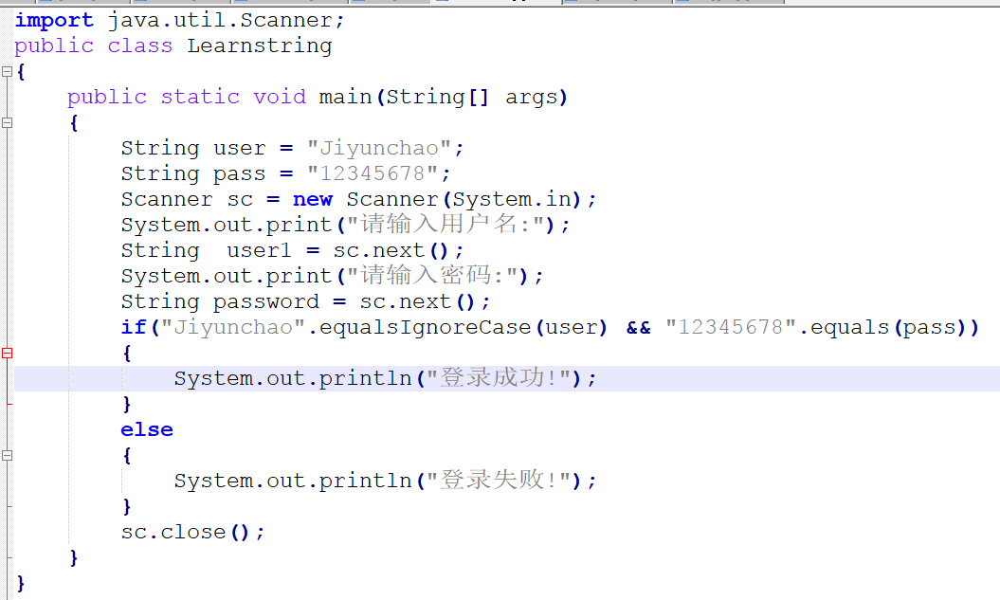 import java.util.Scanner;
public class Learnstring
{
    public static void main(String[] args)
    {
        String user = "Jiyunchao";
        String pass = "12345678";
        Scanner sc = new Scanner(System.in);
        System.out.print("请输入用户名:");
        String  user1 = sc.next();
        System.out.print("请输入密码:");
        String password = sc.next();
        if("Jiyunchao".equalsIgnoreCase(user) && "12345678".equals(pass))
        {
            System.out.println("登录成功!");
        }
        else
        {
            System.out.println("登录失败!");
        }
        sc.close();
    }
}